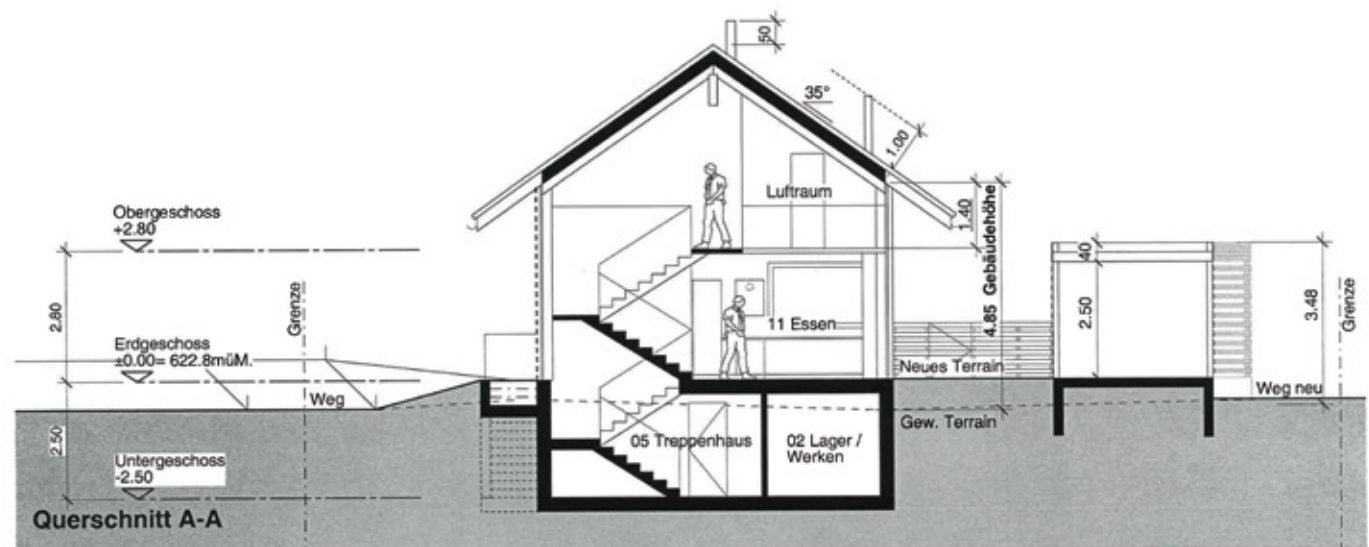 50
35°
1.00
Obergeschoss
+2.80
Luftraum
1.40
4.85 Gebäudehöhe
40
2.50
3.48
Grenze
2.80
Grenze
Erdgeschoss
±0.00= 622.8müM.
11 Essen
Neues Terrain
Weg
Weg neu
Gew. Terrain
2.50
05 Treppenhaus
02 Lager /
Werken
Untergeschoss
-2.50
Querschnitt A-A